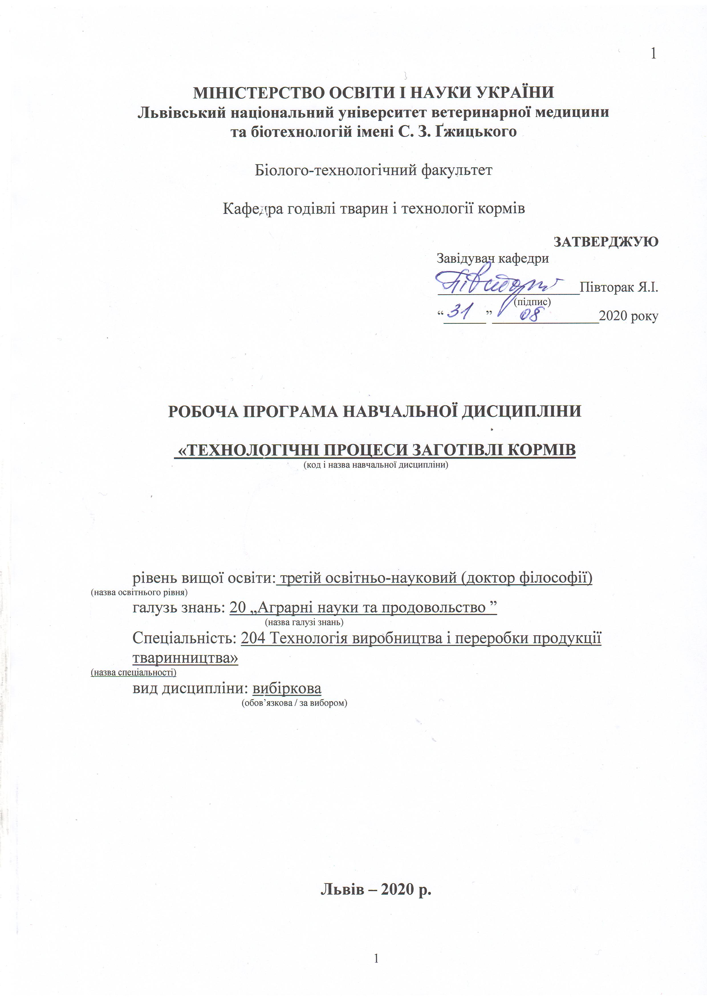 1
МІНІСТЕРСТВО ОСВІТИ І НАУКИ УКРАЇНИ
Львівський національний університет ветеринарної медицини
та біотехнологій імені С. З. Ґжицького
Біолого-технологічний факультет
Кафедра годівлі тварин і технології кормів
ЗАТВЕРДЖУЮ
Завідувач кафедри
Півторак Я.І.
(підпис)
“ 31 ” 08 2020 року
РОБОЧА ПРОГРАМА НАВЧАЛЬНОЇ ДИСЦИПЛІНИ
«ТЕХНОЛОГІЧНІ ПРОЦЕСИ ЗАГОТІВЛІ КОРМІВ
(код і назва навчальної дисципліни)
рівень вищої освіти: третій освітньо-науковий (доктор філософії)
(назва освітнього рівня)
галузь знань: 20 „Аграрні науки та продовольство ”
(назва галузі знань)
Спеціальність: 204 Технологія виробництва і переробки продукції
тваринництва»
(назва спеціальності)
вид дисципліни: вибіркова
(обов’язкова / за вибором)
Львів – 2020 р.
1